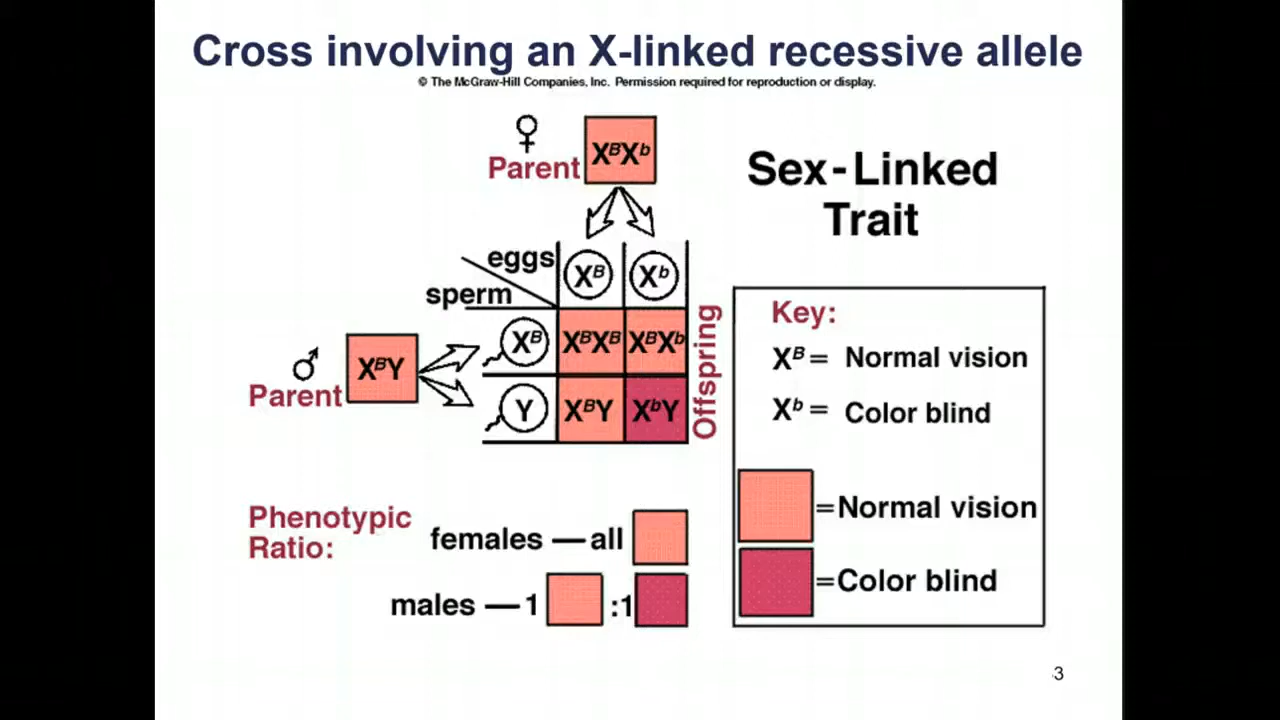 Cross involving an X-linked recessive allele
© The McGraw-Hill Companies, Inc. Permission required for reproduction or display.
♀
Parent
XᴮXᵇ
Sex-Linked
Trait
eggs
sperm
Xᴮ
Xᵇ
♂
Parent
XᴮY
Xᴮ
XᴮXᴮ
XᴮXᵇ
Y
XᴮY
XᵇY
Offspring
Key:
Xᴮ = Normal vision
Xᵇ = Color blind
=Normal vision
=Color blind
Phenotypic
Ratio:
females — all
males — 1 :1
3